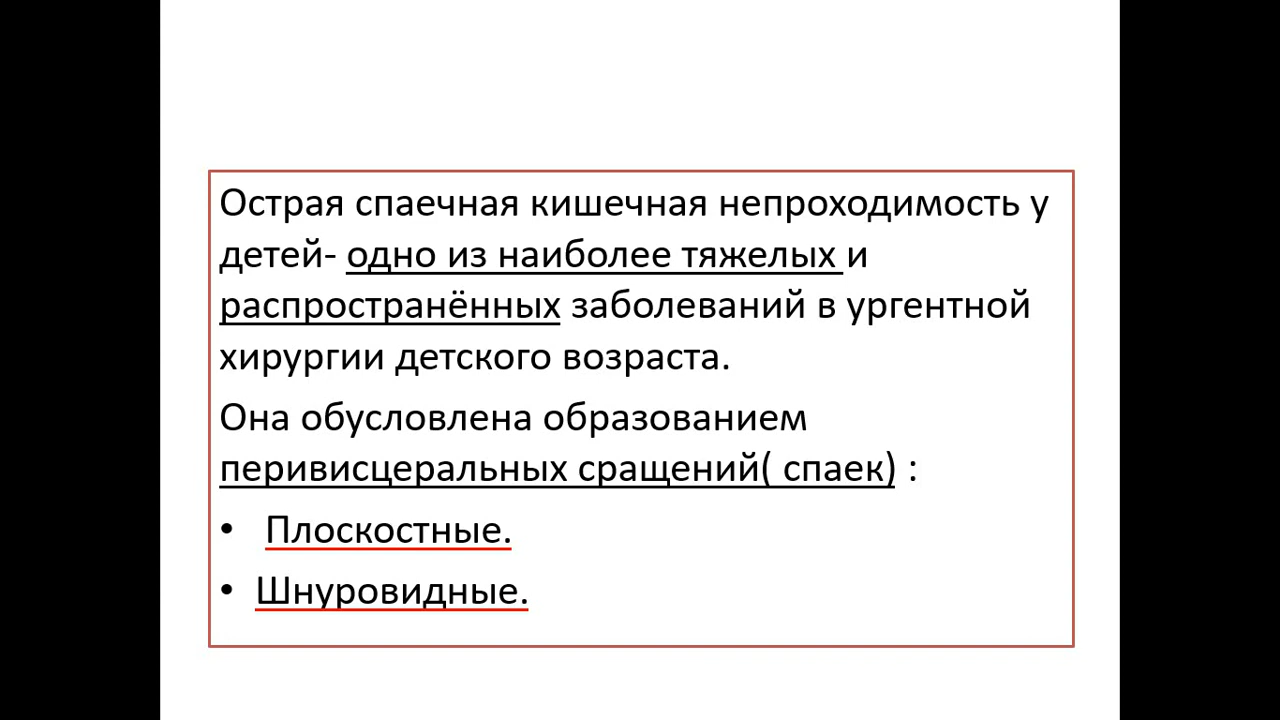 Острая спаечная кишечная непроходимость у
детей- одно из наиболее тяжелых и
распространённых заболеваний в ургентной
хирургии детского возраста.
Она обусловлена образованием
перивисцеральных сращений( спаек) :
• Плоскостные.
• Шнуровидные.